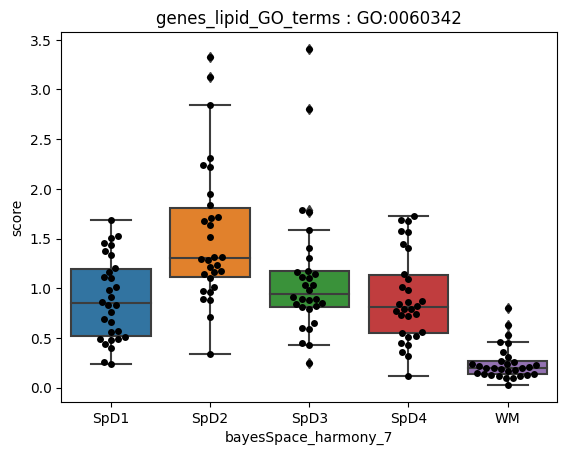 genes_lipid_GO_terms : GO:0060342
3.5
3.0
2.5
2.0
1.5
1.0
0.5
0.0
score
SpD1 SpD2 SpD3 SpD4 WM
bayesSpace_harmony_7